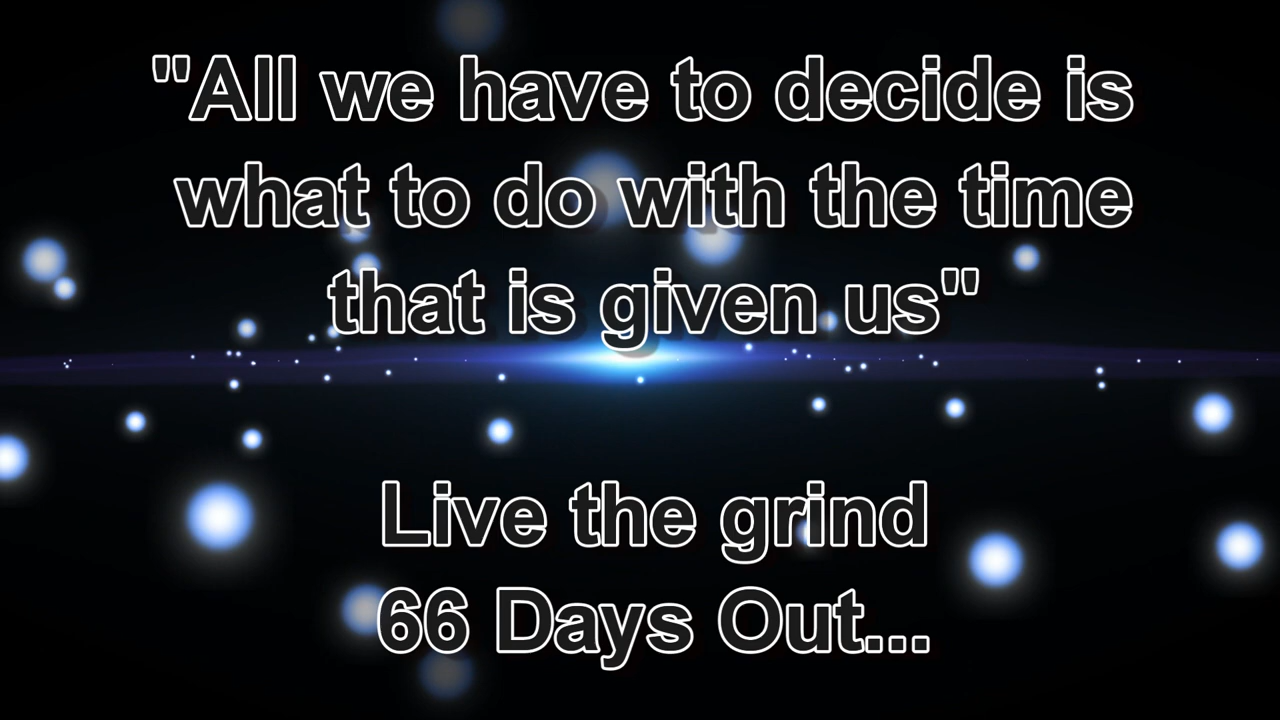 "All we have to decide is
what to do with the time
that is given us"
Live the grind
66 Days Out...